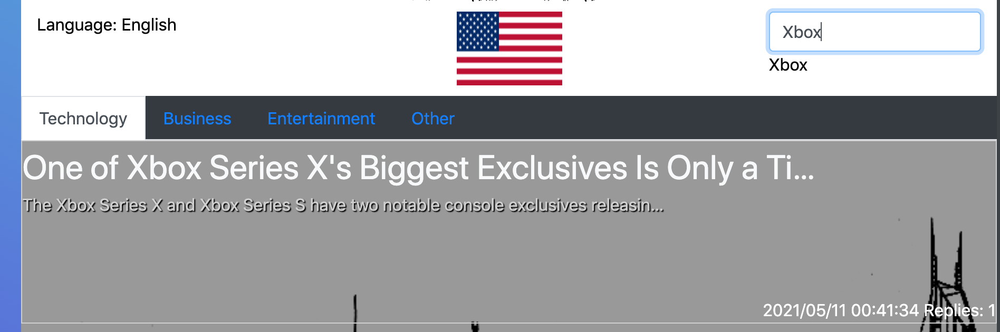 Language: English
Xbox
Xbox
Technology Business Entertainment Other
One of Xbox Series X's Biggest Exclusives Is Only a Ti...
The Xbox Series X and Xbox Series S have two notable console exclusives releasin...
2021/05/11 00:41:34 Replies: 1